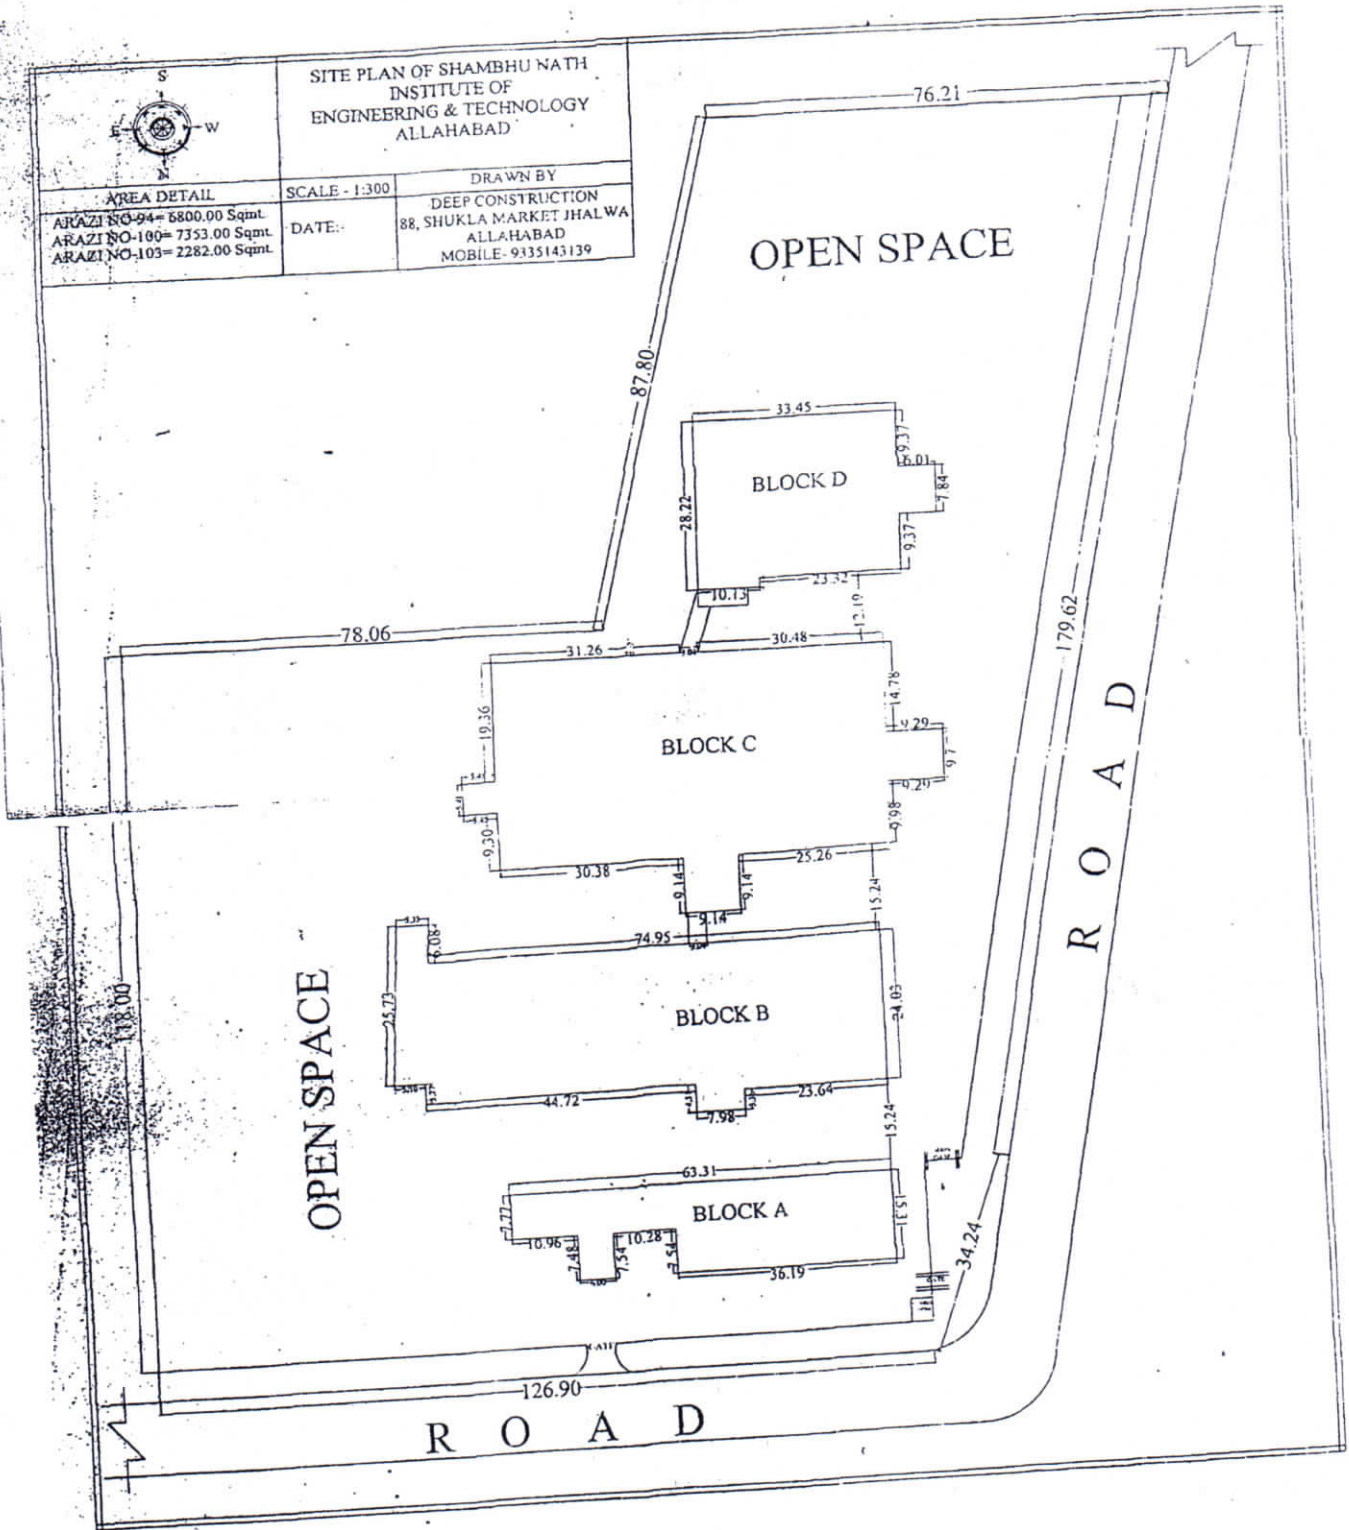 S
E W
N
SITE PLAN OF SHAMBHU NATH
INSTITUTE OF
ENGINEERING & TECHNOLOGY
ALLAHABAD
AREA DETAIL
ARAZI NO-94= 6800.00 Sqmt.
ARAZI NO-100= 7353.00 Sqmt.
ARAZI NO-103= 2282.00 Sqmt.
SCALE - 1:300
DATE:-
DRAWN BY
DEEP CONSTRUCTION
88, SHUKLA MARKET JHALWA
ALLAHABAD
MOBILE- 9335143139
76.21
OPEN SPACE
87.80
33.45
9.37
6.01
7.84
BLOCK D
28.22
9.37
23.32
10.13
12.19
179.62
ROAD
78.06
31.26
30.48
14.78
19.36
BLOCK C
9.29
9.7
9.29
9.98
9.30
30.38
25.26
9.14
9.14
9.14
15.24
74.95
6.08
118.00
OPEN SPACE
25.73
BLOCK B
24.03
44.72
7.98
23.64
15.24
63.31
7.77
BLOCK A
15.31
10.96
7.48
7.54
10.28
7.54
36.19
34.24
126.90
ROAD